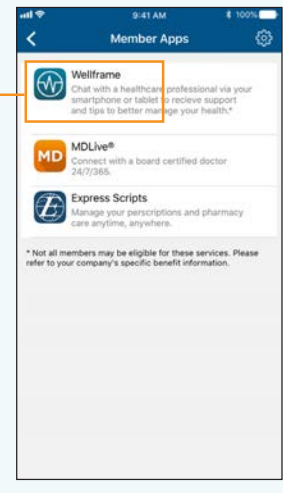 9:41 AM
100%
Member Apps
Wellframe
Chat with a healthcare professional via your
smartphone or tablet to recieve support
and tips to better manage your health.*
MD
MDLive®
Connect with a board certified doctor
24/7/365.
E
Express Scripts
Manage your perscriptions and pharmacy
care anytime, anywhere.
* Not all members may be eligible for these services. Please
refer to your company's specific benefit information.